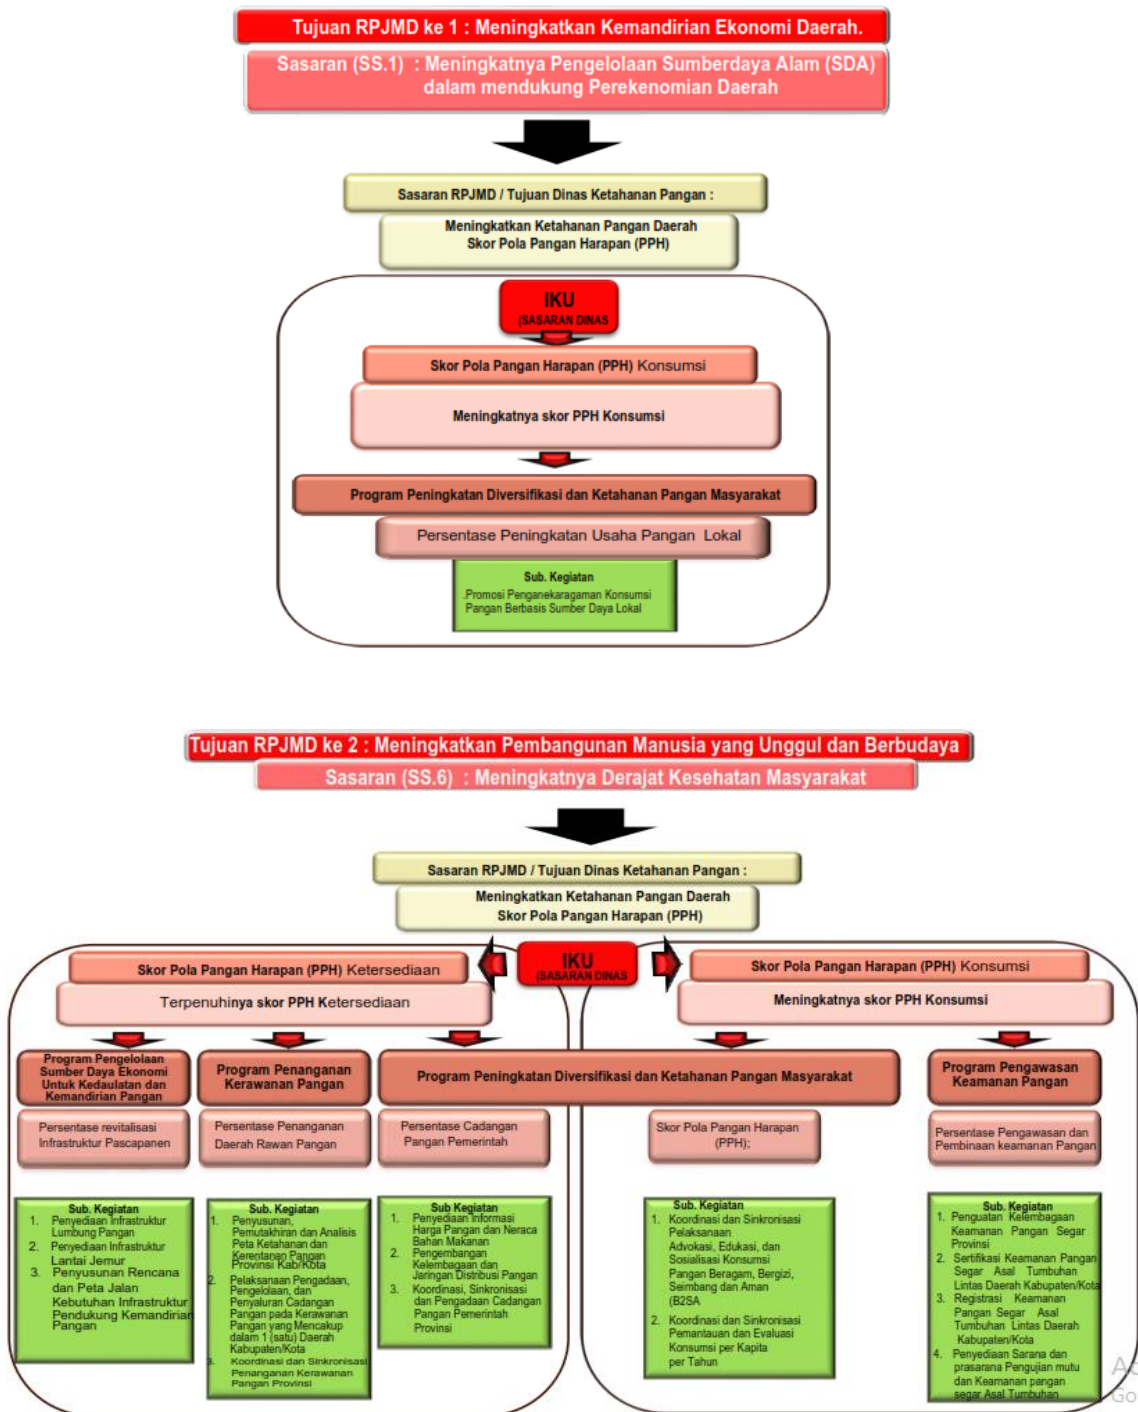 Tujuan RPJMD ke 1 : Meningkatkan Kemandirian Ekonomi Daerah.
Sasaran (SS.1) : Meningkatnya Pengelolaan Sumberdaya Alam (SDA)
dalam mendukung Perekenomian Daerah
Sasaran RPJMD / Tujuan Dinas Ketahanan Pangan :
Meningkatkan Ketahanan Pangan Daerah
Skor Pola Pangan Harapan (PPH)
IKU
(SASARAN DINAS
Skor Pola Pangan Harapan (PPH) Konsumsi
Meningkatnya skor PPH Konsumsi
Program Peningkatan Diversifikasi dan Ketahanan Pangan Masyarakat
Persentase Peningkatan Usaha Pangan Lokal
Sub. Kegiatan
.Promosi Penganekaragaman Konsumsi
Pangan Berbasis Sumber Daya Lokal
Tujuan RPJMD ke 2 : Meningkatkan Pembangunan Manusia yang Unggul dan Berbudaya
Sasaran (SS.6) : Meningkatnya Derajat Kesehatan Masyarakat
Sasaran RPJMD / Tujuan Dinas Ketahanan Pangan :
Meningkatkan Ketahanan Pangan Daerah
Skor Pola Pangan Harapan (PPH)
IKU
(SASARAN DINAS
Skor Pola Pangan Harapan (PPH) Ketersediaan
Terpenuhinya skor PPH Ketersediaan
Skor Pola Pangan Harapan (PPH) Konsumsi
Meningkatnya skor PPH Konsumsi
Program Pengelolaan
Sumber Daya Ekonomi
Untuk Kedaulatan dan
Kemandirian Pangan
Program Penanganan
Kerawanan Pangan
Program Peningkatan Diversifikasi dan Ketahanan Pangan Masyarakat
Program Pengawasan
Keamanan Pangan
Persentase revitalisasi
Infrastruktur Pascapanen
Persentase Penanganan
Daerah Rawan Pangan
Persentase Cadangan
Pangan Pemerintah
Skor Pola Pangan Harapan
(PPH);
Persentase Pengawasan dan
Pembinaan keamanan Pangan
Sub. Kegiatan
1. Penyediaan Infrastruktur
Lumbung Pangan
2. Penyediaan Infrastruktur
Lantai Jemur
3. Penyusunan Rencana
dan Peta Jalan
Kebutuhan Infrastruktur
Pendukung Kemandirian
Pangan
Sub. Kegiatan
1. Penyusunan,
Pemutakhiran dan Analisis
Peta Ketahanan dan
Kerentanan Pangan
Provinsi Kab/Kota
2. Pelaksanaan Pengadaan,
Pengelolaan, dan
Penyaluran Cadangan
Pangan pada Kerawanan
Pangan yang Mencakup
dalam 1 (satu) Daerah
Kabupaten/Kota
3. Koordinasi dan Sinkronisasi
Penanganan Kerawanan
Pangan Provinsi
Sub Kegiatan
1. Penyediaan Informasi
Harga Pangan dan Neraca
Bahan Makanan
2. Pengembangan
Kelembagaan dan
Jaringan Distribusi Pangan
3. Koordinasi, Sinkronisasi
dan Pengadaan Cadangan
Pangan Pemerintah
Provinsi
Sub. Kegiatan
1. Koordinasi dan Sinkronisasi
Pelaksanaan
Advokasi, Edukasi, dan
Sosialisasi Konsumsi
Pangan Beragam, Bergizi,
Seimbang dan Aman
(B2SA
2. Koordinasi dan Sinkronisasi
Pemantauan dan Evaluasi
Konsumsi per Kapita
per Tahun
Sub. Kegiatan
1. Penguatan Kelembagaan
Keamanan Pangan Segar
Provinsi
2. Sertifikasi Keamanan Pangan
Segar Asal Tumbuhan
Lintas Daerah Kabupaten/Kota
3. Registrasi Keamanan
Pangan Segar Asal
Tumbuhan Lintas Daerah
Kabupaten/Kota
4. Penyediaan Sarana dan
prasarana Pengujian mutu
dan Keamanan pangan
segar Asal Tumbuhan